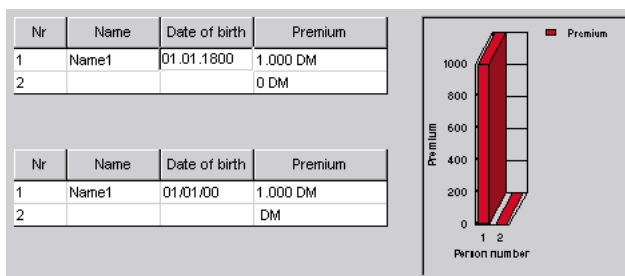 Nr Name Date of birth Premium
1 Name1 01.01.1800 1.000 DM
2 0 DM
Nr Name Date of birth Premium
1 Name1 01/01/00 1.000 DM
2 DM
Premium
1000
800
600
400
200
0
Premium
1 2
Person number